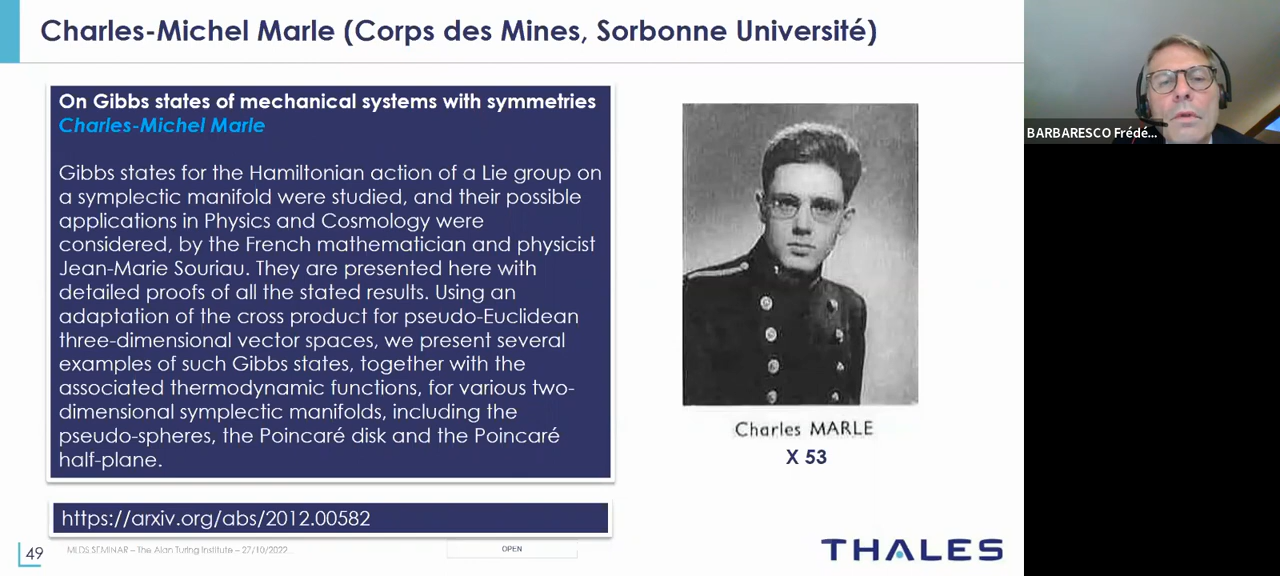 Charles-Michel Marle (Corps des Mines, Sorbonne Université)
On Gibbs states of mechanical systems with symmetries
Charles-Michel Marle
Gibbs states for the Hamiltonian action of a Lie group on
a symplectic manifold were studied, and their possible
applications in Physics and Cosmology were
considered, by the French mathematician and physicist
Jean-Marie Souriau. They are presented here with
detailed proofs of all the stated results. Using an
adaptation of the cross product for pseudo-Euclidean
three-dimensional vector spaces, we present several
examples of such Gibbs states, together with the
associated thermodynamic functions, for various two-
dimensional symplectic manifolds, including the
pseudo-spheres, the Poincaré disk and the Poincaré
half-plane.
https://arxiv.org/abs/2012.00582
Charles MARLE
X 53
BARBARESCO Frédé...
49
MLDS SEMINAR – The Alan Turing Institute – 27/10/2022
OPEN
THALES